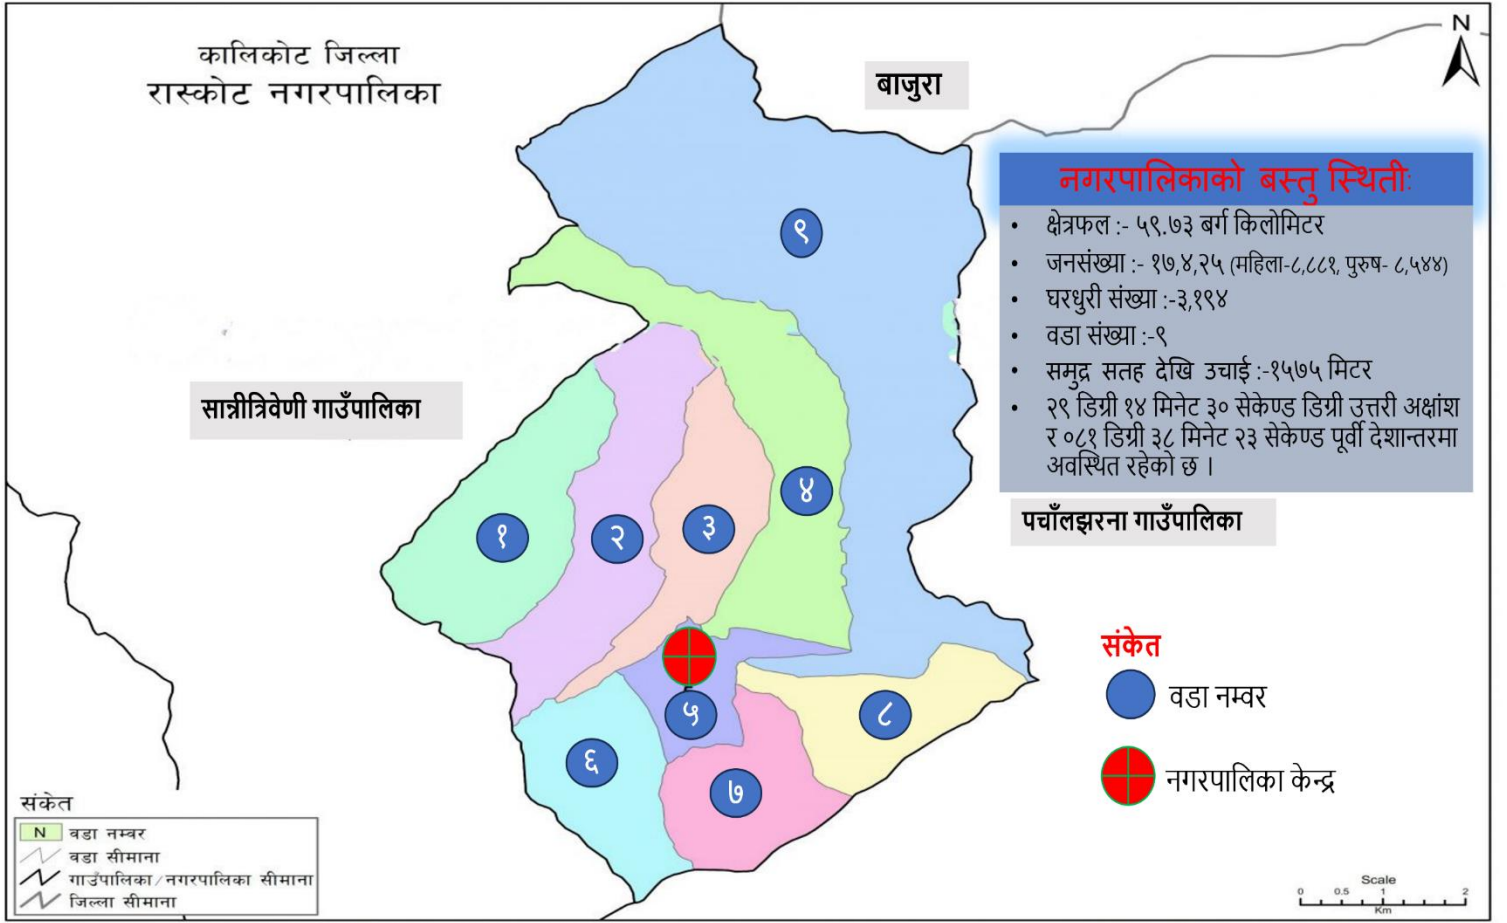 कालिकोट जिल्ला
रास्कोट नगरपालिका
बाजुरा
N
नगरपालिकाको बस्तु स्थितीः
• क्षेत्रफल :- ५९.७३ बर्ग किलोमिटर
• जनसंख्या :- १७,४,२५ (महिला-८,८८१, पुरुष- ८,५४४)
• घरधुरी संख्या :-३,१९४
• वडा संख्या :-९
• समुद्र सतह देखि उचाई :-१५७५ मिटर
• २९ डिग्री १४ मिनेट ३० सेकेण्ड डिग्री उत्तरी अक्षांश
र ०८१ डिग्री ३८ मिनेट २३ सेकेण्ड पूर्वी देशान्तरमा
अवस्थित रहेको छ ।
सान्नीत्रिवेणी गाउँपालिका
पचाँलझरना गाउँपालिका
९
४
३
२
१
५
८
६
७
संकेत
वडा नम्वर
नगरपालिका केन्द्र
संकेत
N वडा नम्वर
वडा सीमाना
गाउँपालिका/नगरपालिका सीमाना
जिल्ला सीमाना
Scale
0 0.5 1 2
Km